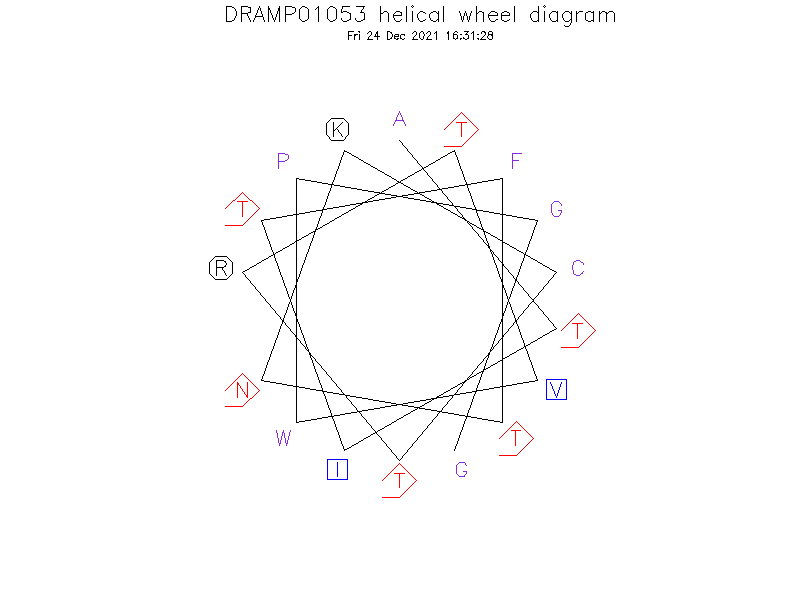 DRAMP01053 helical wheel diagram
Fri 24 Dec 2021 16:31:28
A
K
T
P
F
T
G
R
C
T
N
V
W
T
I
G
T